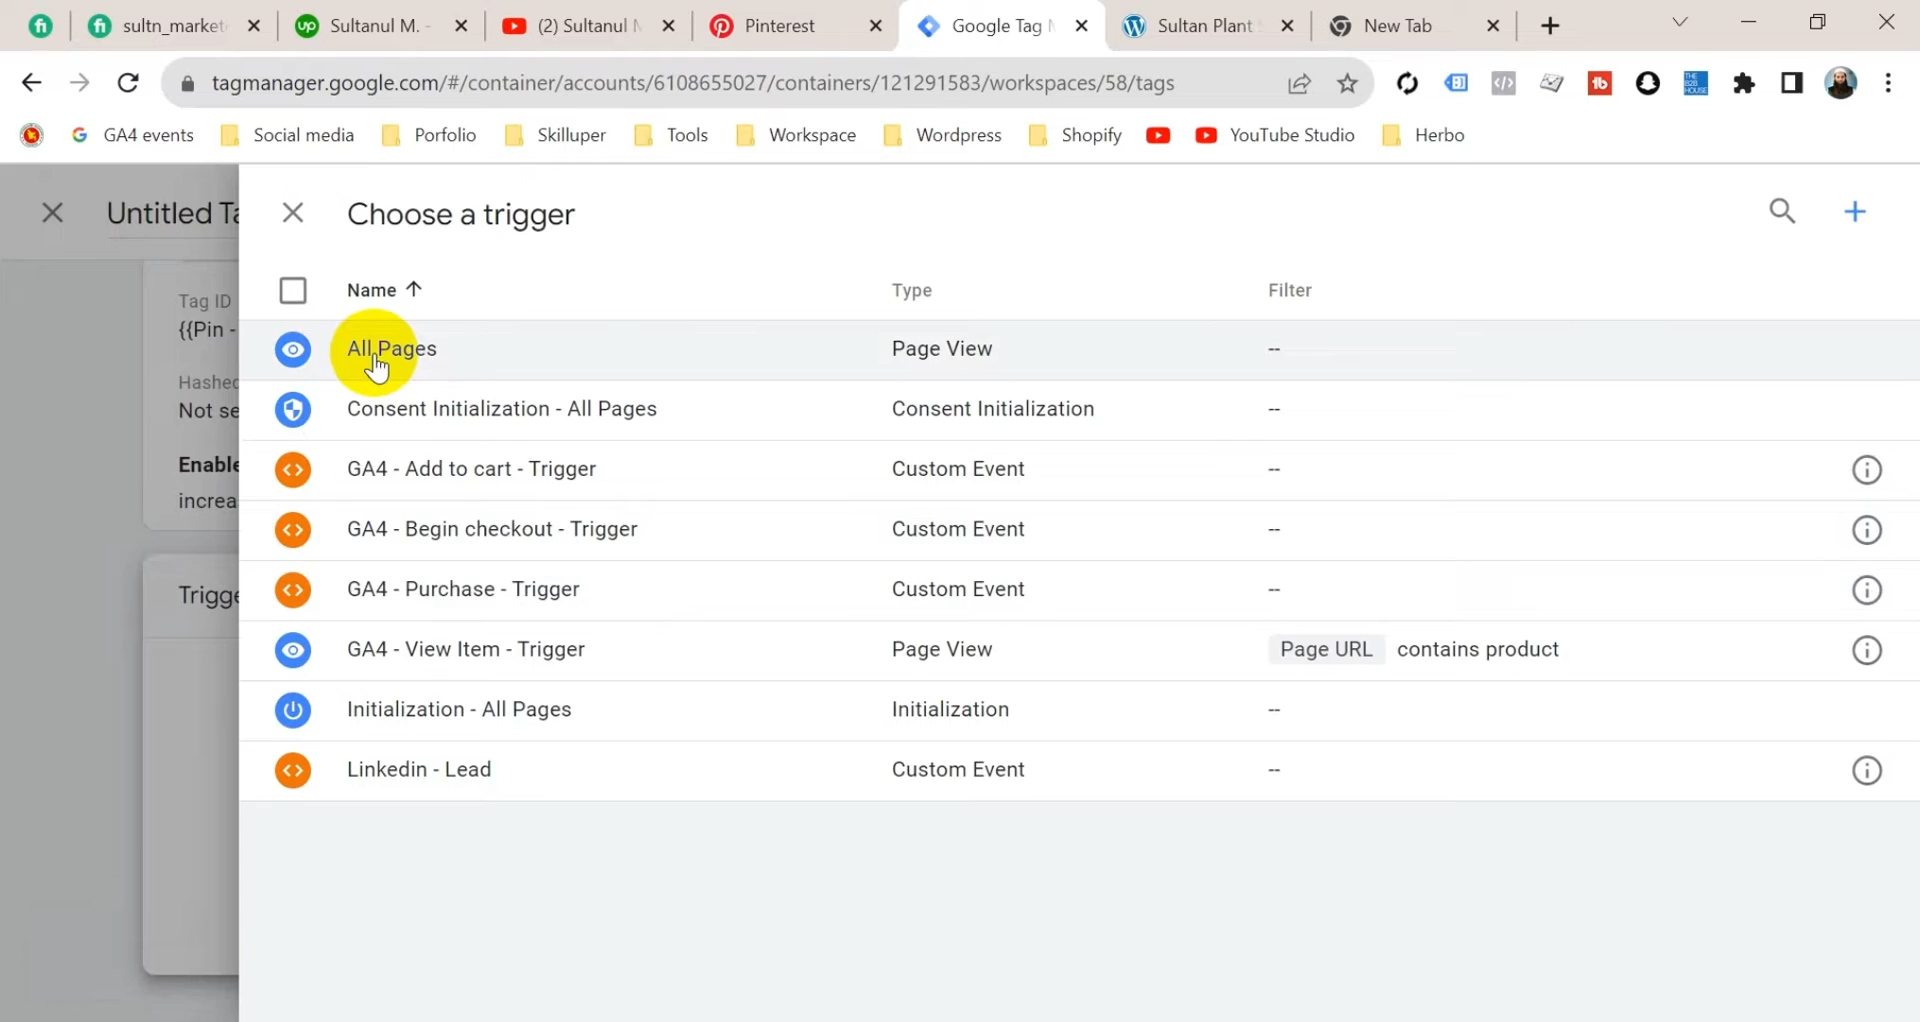 sultn_market
Sultanul M. -
(2) Sultanul M
Pinterest
Google Tag M
Sultan Plant S
New Tab
tagmanager.google.com/#/container/accounts/6108655027/containers/121291583/workspaces/58/tags
GA4 events
Social media
Porfolio
Skilluper
Tools
Workspace
Wordpress
Shopify
YouTube Studio
Herbo
Untitled Ta
Choose a trigger
Name
Type
Filter
Tag ID
{{Pin -
All Pages
Page View
--
Hashed
Not se
Consent Initialization - All Pages
Consent Initialization
--
Enable
increa
GA4 - Add to cart - Trigger
Custom Event
--
GA4 - Begin checkout - Trigger
Custom Event
--
Trigge
GA4 - Purchase - Trigger
Custom Event
--
GA4 - View Item - Trigger
Page View
Page URL contains product
Initialization - All Pages
Initialization
--
Linkedin - Lead
Custom Event
--